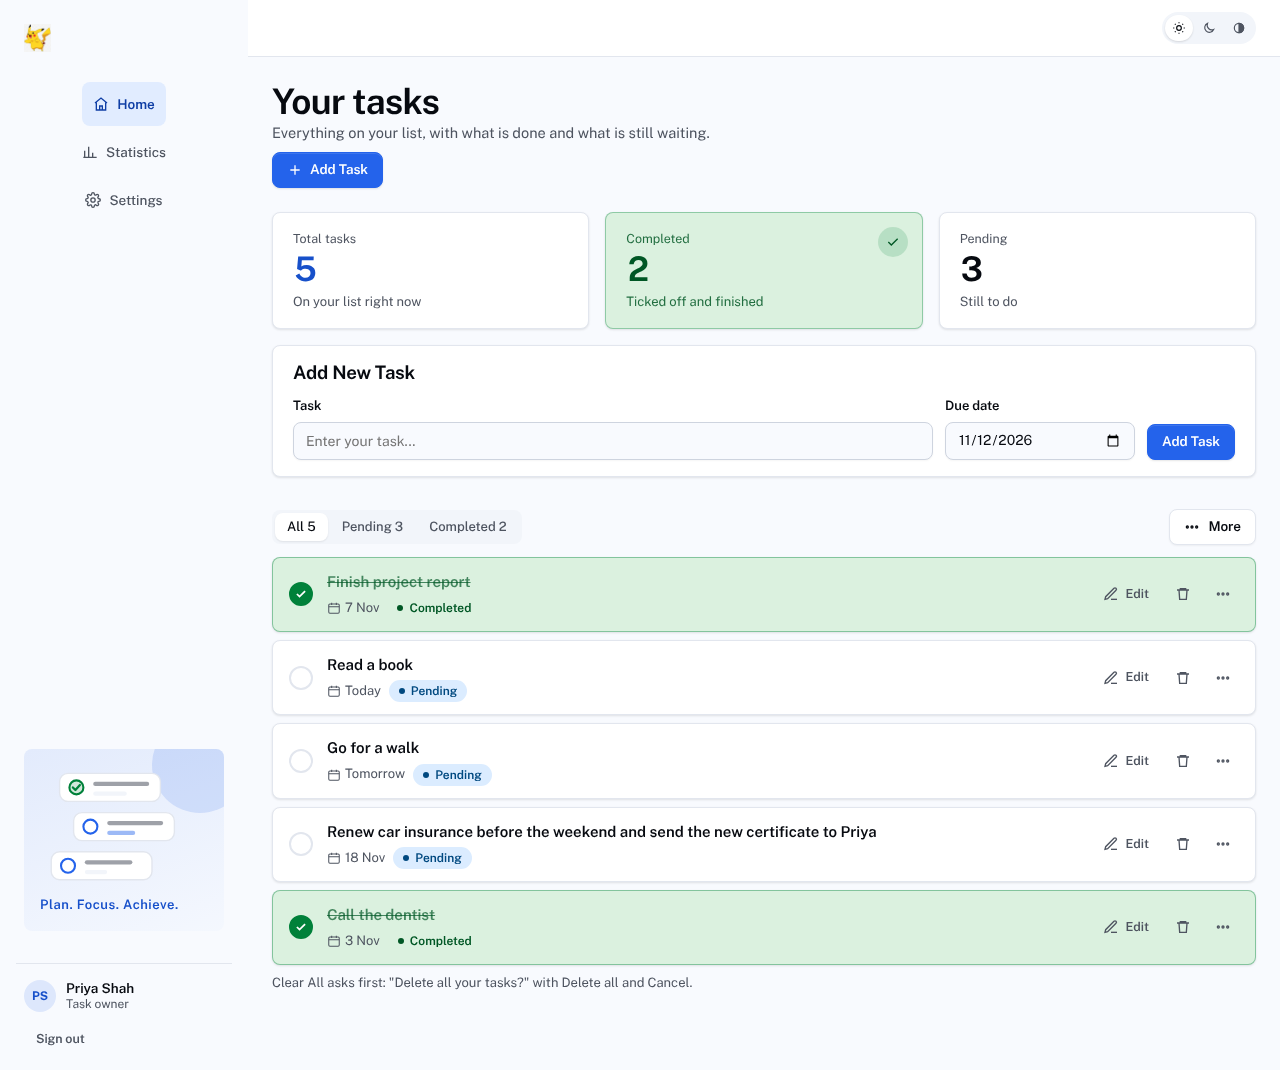 Home
Statistics
Settings
Plan. Focus. Achieve.
PS
Priya Shah
Task owner
Sign out
Your tasks
Everything on your list, with what is done and what is still waiting.
Add Task
Total tasks
5
On your list right now
Completed
2
Ticked off and finished
Pending
3
Still to do
Add New Task
Task
Due date
Enter your task...
11/12/2026
Add Task
All 5
Pending 3
Completed 2
More
Finish project report
7 Nov
Completed
Edit
Read a book
Today
Pending
Edit
Go for a walk
Tomorrow
Pending
Edit
Renew car insurance before the weekend and send the new certificate to Priya
18 Nov
Pending
Edit
Call the dentist
3 Nov
Completed
Edit
Clear All asks first: "Delete all your tasks?" with Delete all and Cancel.